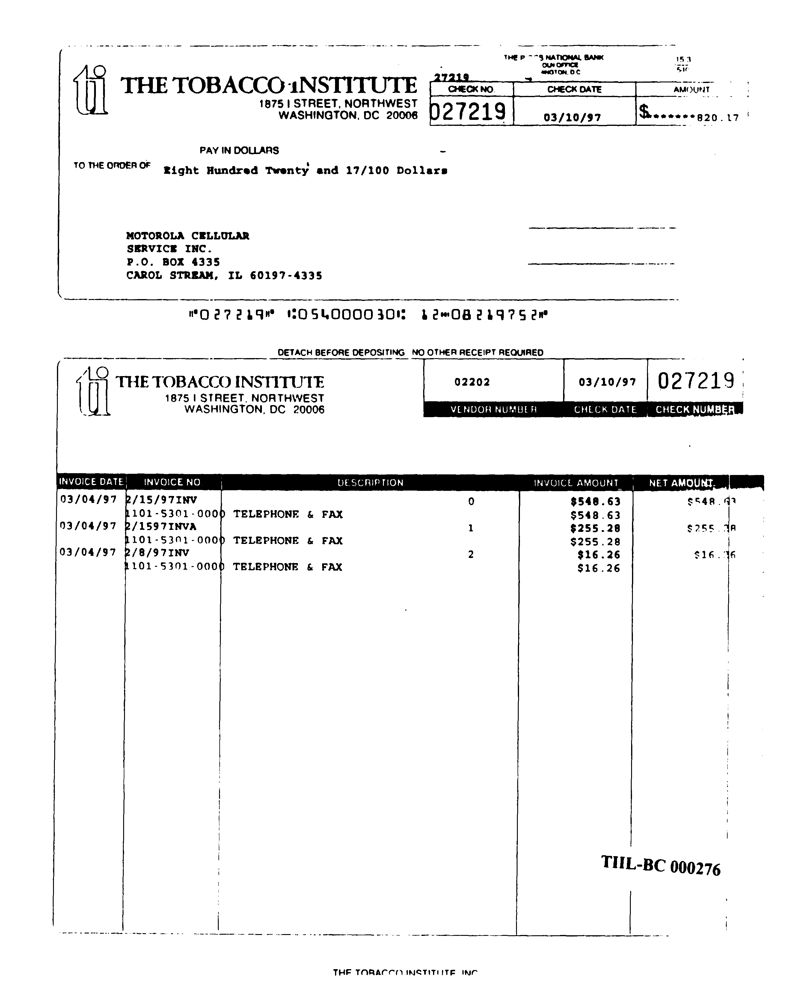 THE P S NATIONAL BANK
OUN OFFICE
INGTON, D C
15 3
THE TOBACCO INSTITUTE
1875 I STREET, NORTHWEST
WASHINGTON, DC 20006
27219
CHECK NO CHECK DATE AMOUNT
027219 03/10/97 $*******820.17
PAY IN DOLLARS
TO THE ORDER OF Eight Hundred Twenty and 17/100 Dollars
MOTOROLA CELLULAR
SERVICE INC.
P.O. BOX 4335
CAROL STREAM, IL 60197-4335
⑈027219⑈ ⑆054000030⑆ 12⑉08219752⑈
DETACH BEFORE DEPOSITING NO OTHER RECEIPT REQUIRED
ti THE TOBACCO INSTITUTE
1875 I STREET, NORTHWEST
WASHINGTON, DC 20006
02202 03/10/97 027219
VENDOR NUMBER CHECK DATE CHECK NUMBER
INVOICE DATE INVOICE NO DESCRIPTION INVOICE AMOUNT NET AMOUNT
03/04/97 2/15/97INV 0 $548.63 $548.63
1101-5301-0000 TELEPHONE & FAX $548.63
03/04/97 2/1597INVA 1 $255.28 $255.28
1101-5301-0000 TELEPHONE & FAX $255.28
03/04/97 2/8/97INV 2 $16.26 $16.26
1101-5301-0000 TELEPHONE & FAX $16.26
TIIL-BC 000276
THE TOBACCO INSTITUTE, INC